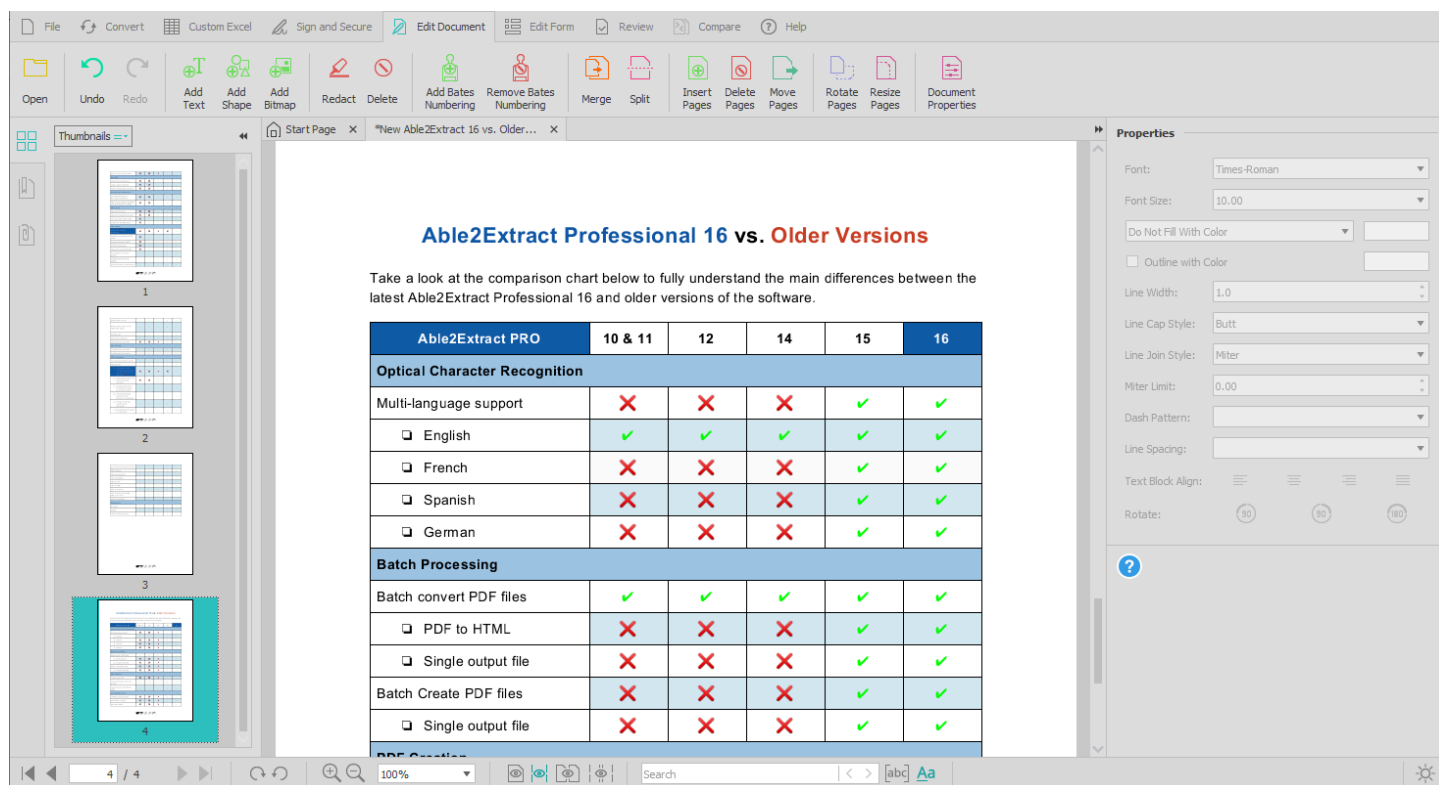 File Convert Custom Excel Sign and Secure Edit Document Edit Form Review Compare Help
Open Undo Redo Add Text Add Shape Add Bitmap Redact Delete Add Bates Numbering Remove Bates Numbering Merge Split Insert Pages Delete Pages Move Pages Rotate Pages Resize Pages Document Properties
Thumbnails
Start Page X *New Able2Extract 16 vs. Older... X
1
2
3
4
Able2Extract Professional 16 vs. Older Versions
Take a look at the comparison chart below to fully understand the main differences between the
latest Able2Extract Professional 16 and older versions of the software.
Able2Extract PRO 10 & 11 12 14 15 16
Optical Character Recognition
Multi-language support ❌ ❌ ❌ ✔ ✔
❏ English ✔ ✔ ✔ ✔ ✔
❏ French ❌ ❌ ❌ ✔ ✔
❏ Spanish ❌ ❌ ❌ ✔ ✔
❏ German ❌ ❌ ❌ ✔ ✔
Batch Processing
Batch convert PDF files ✔ ✔ ✔ ✔ ✔
❏ PDF to HTML ❌ ❌ ❌ ✔ ✔
❏ Single output file ❌ ❌ ❌ ✔ ✔
Batch Create PDF files ❌ ❌ ❌ ✔ ✔
❏ Single output file ❌ ❌ ❌ ✔ ✔
PDF Creation
Properties
Font: Times-Roman
Font Size: 10.00
Do Not Fill With Color
Outline with Color
Line Width: 1.0
Line Cap Style: Butt
Line Join Style: Miter
Miter Limit: 0.00
Dash Pattern:
Line Spacing:
Text Block Align:
Rotate: 90 90 180
?
4 / 4 100% Search abc Aa